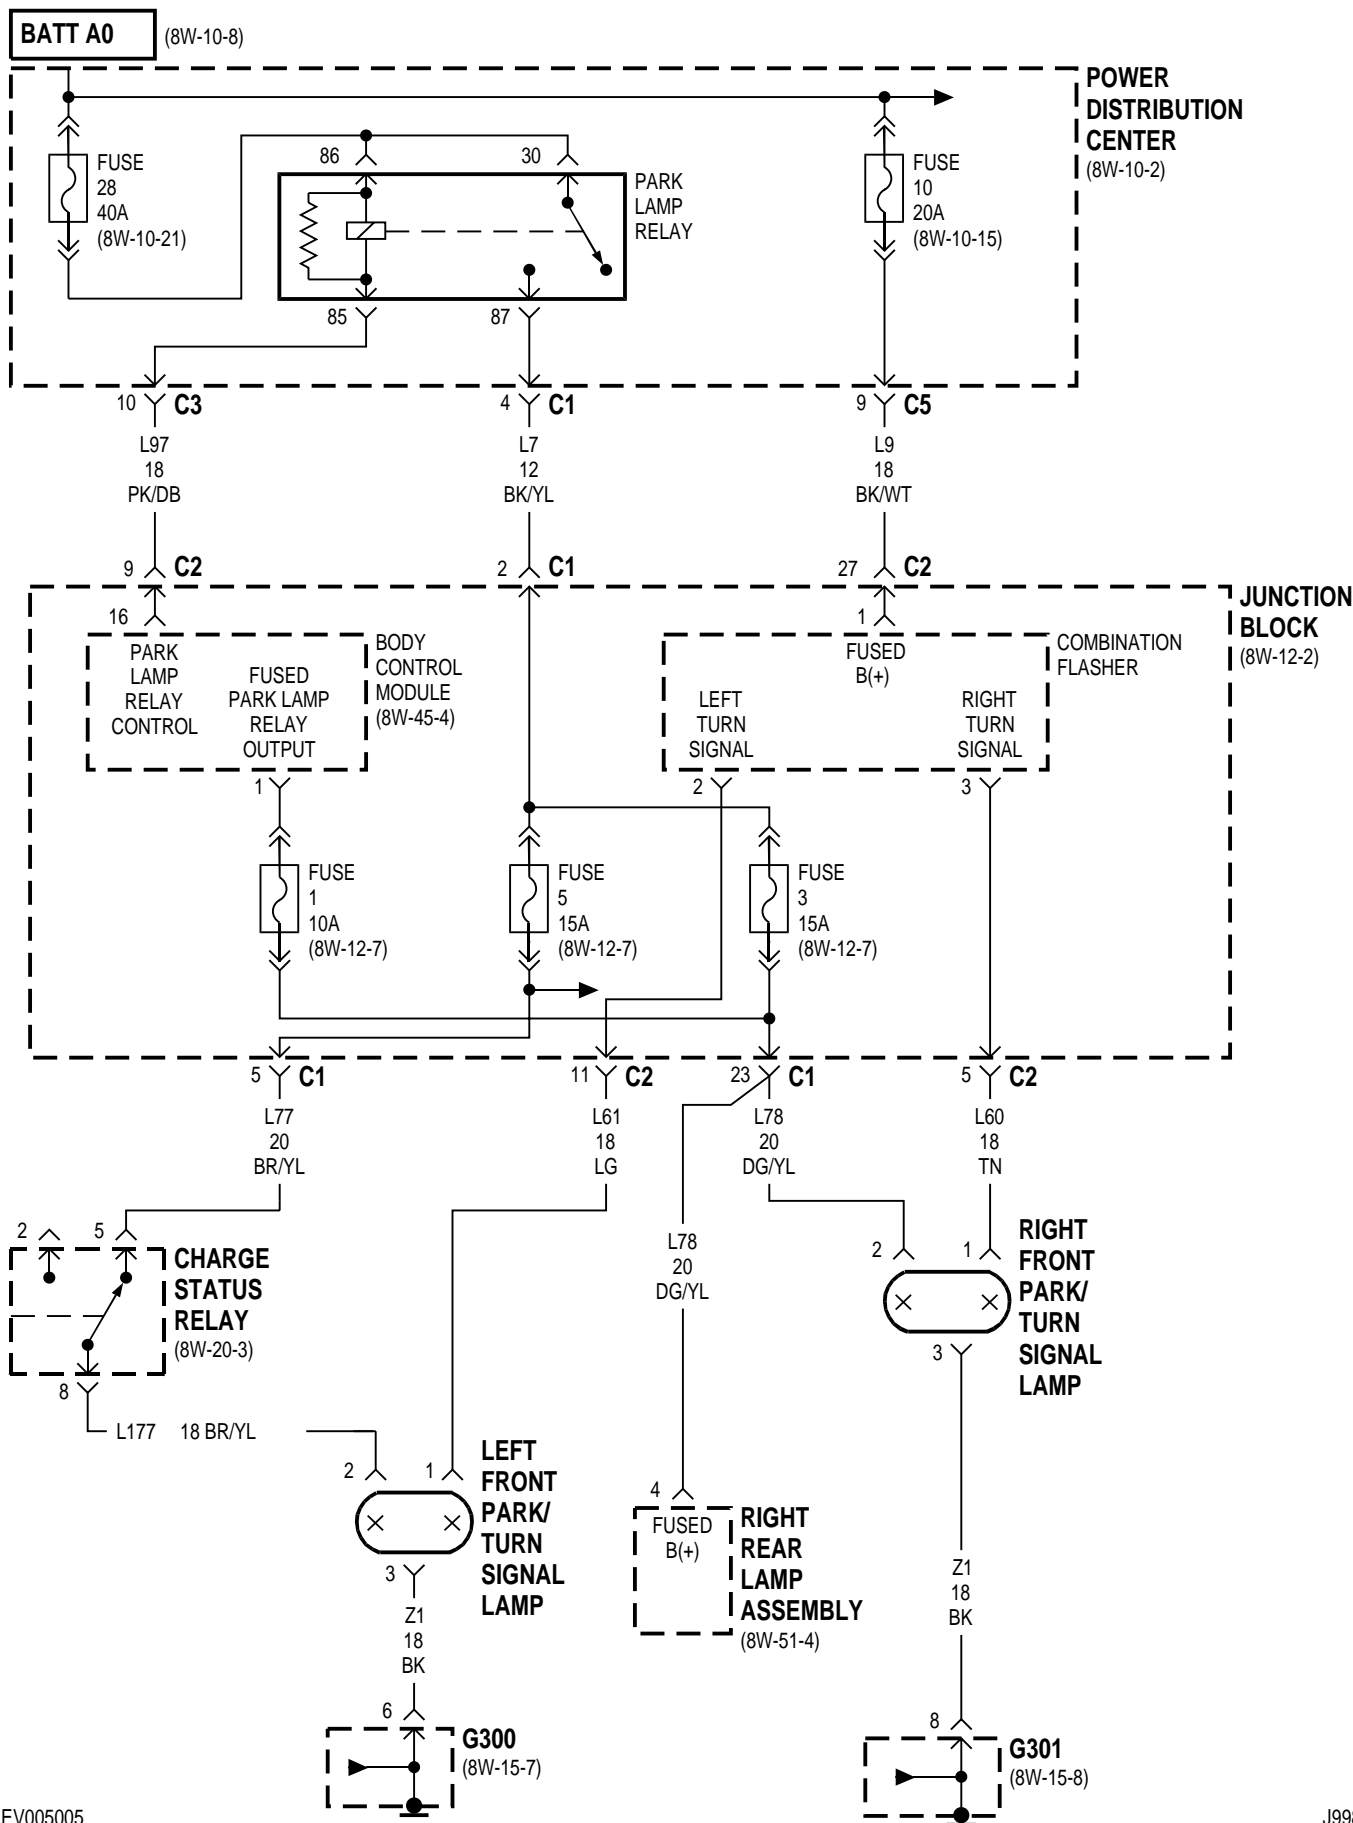 BATT A0 (8W-10-8)
POWER
DISTRIBUTION
CENTER
(8W-10-2)
FUSE
28
40A
(8W-10-21)
86
30
PARK
LAMP
RELAY
FUSE
10
20A
(8W-10-15)
85
87
10 C3
4 C1
9 C5
L97
18
PK/DB
L7
12
BK/YL
L9
18
BK/WT
9 C2
2 C1
27 C2
JUNCTION
BLOCK
(8W-12-2)
16
1
PARK
LAMP
RELAY
CONTROL
FUSED
PARK LAMP
RELAY
OUTPUT
BODY
CONTROL
MODULE
(8W-45-4)
FUSED
B(+)
LEFT
TURN
SIGNAL
RIGHT
TURN
SIGNAL
COMBINATION
FLASHER
1
2
3
FUSE
1
10A
(8W-12-7)
FUSE
5
15A
(8W-12-7)
FUSE
3
15A
(8W-12-7)
5 C1
11 C2
23 C1
5 C2
L77
20
BR/YL
L61
18
LG
L78
20
DG/YL
L60
18
TN
2
5
CHARGE
STATUS
RELAY
(8W-20-3)
8
L177 18 BR/YL
L78
20
DG/YL
2
1
RIGHT
FRONT
PARK/
TURN
SIGNAL
LAMP
3
2
1
LEFT
FRONT
PARK/
TURN
SIGNAL
LAMP
3
4
FUSED
B(+)
RIGHT
REAR
LAMP
ASSEMBLY
(8W-51-4)
Z1
18
BK
Z1
18
BK
6
G300
(8W-15-7)
8
G301
(8W-15-8)
EV005005
J998